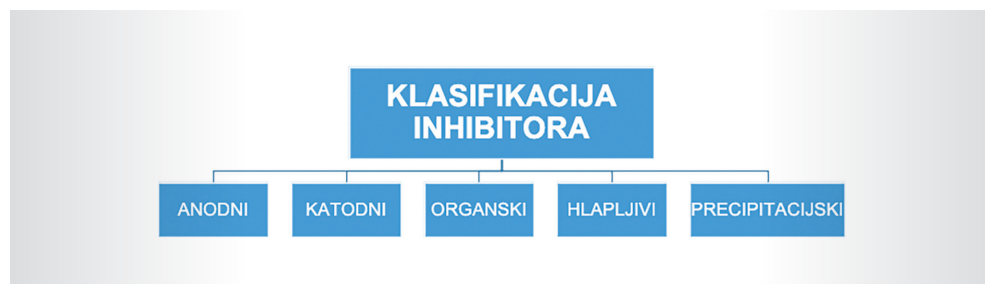 KLASIFIKACIJA
INHIBITORA
ANODNI
KATODNI
ORGANSKI
HLAPLJIVI
PRECIPITACIJSKI